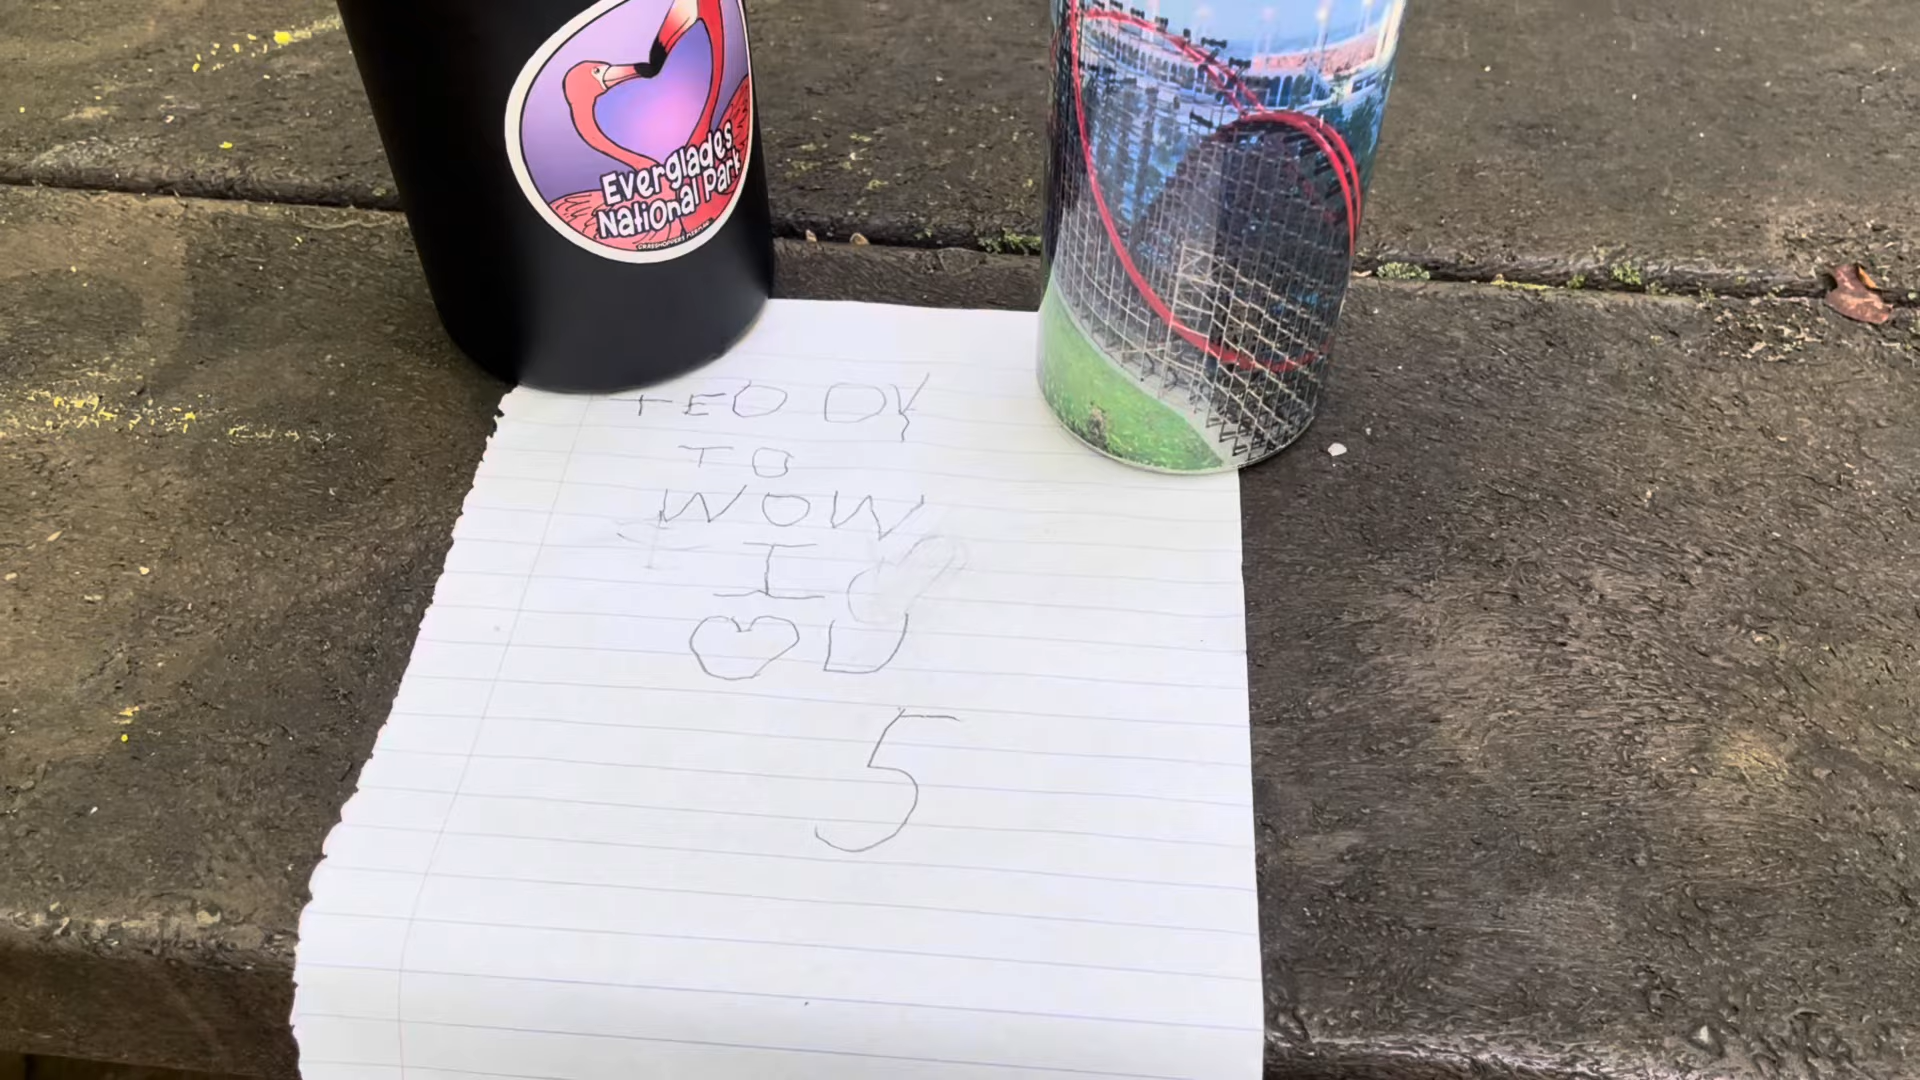 Everglades
National Park
TEDDY
TO
WOW
I
♡ U
5